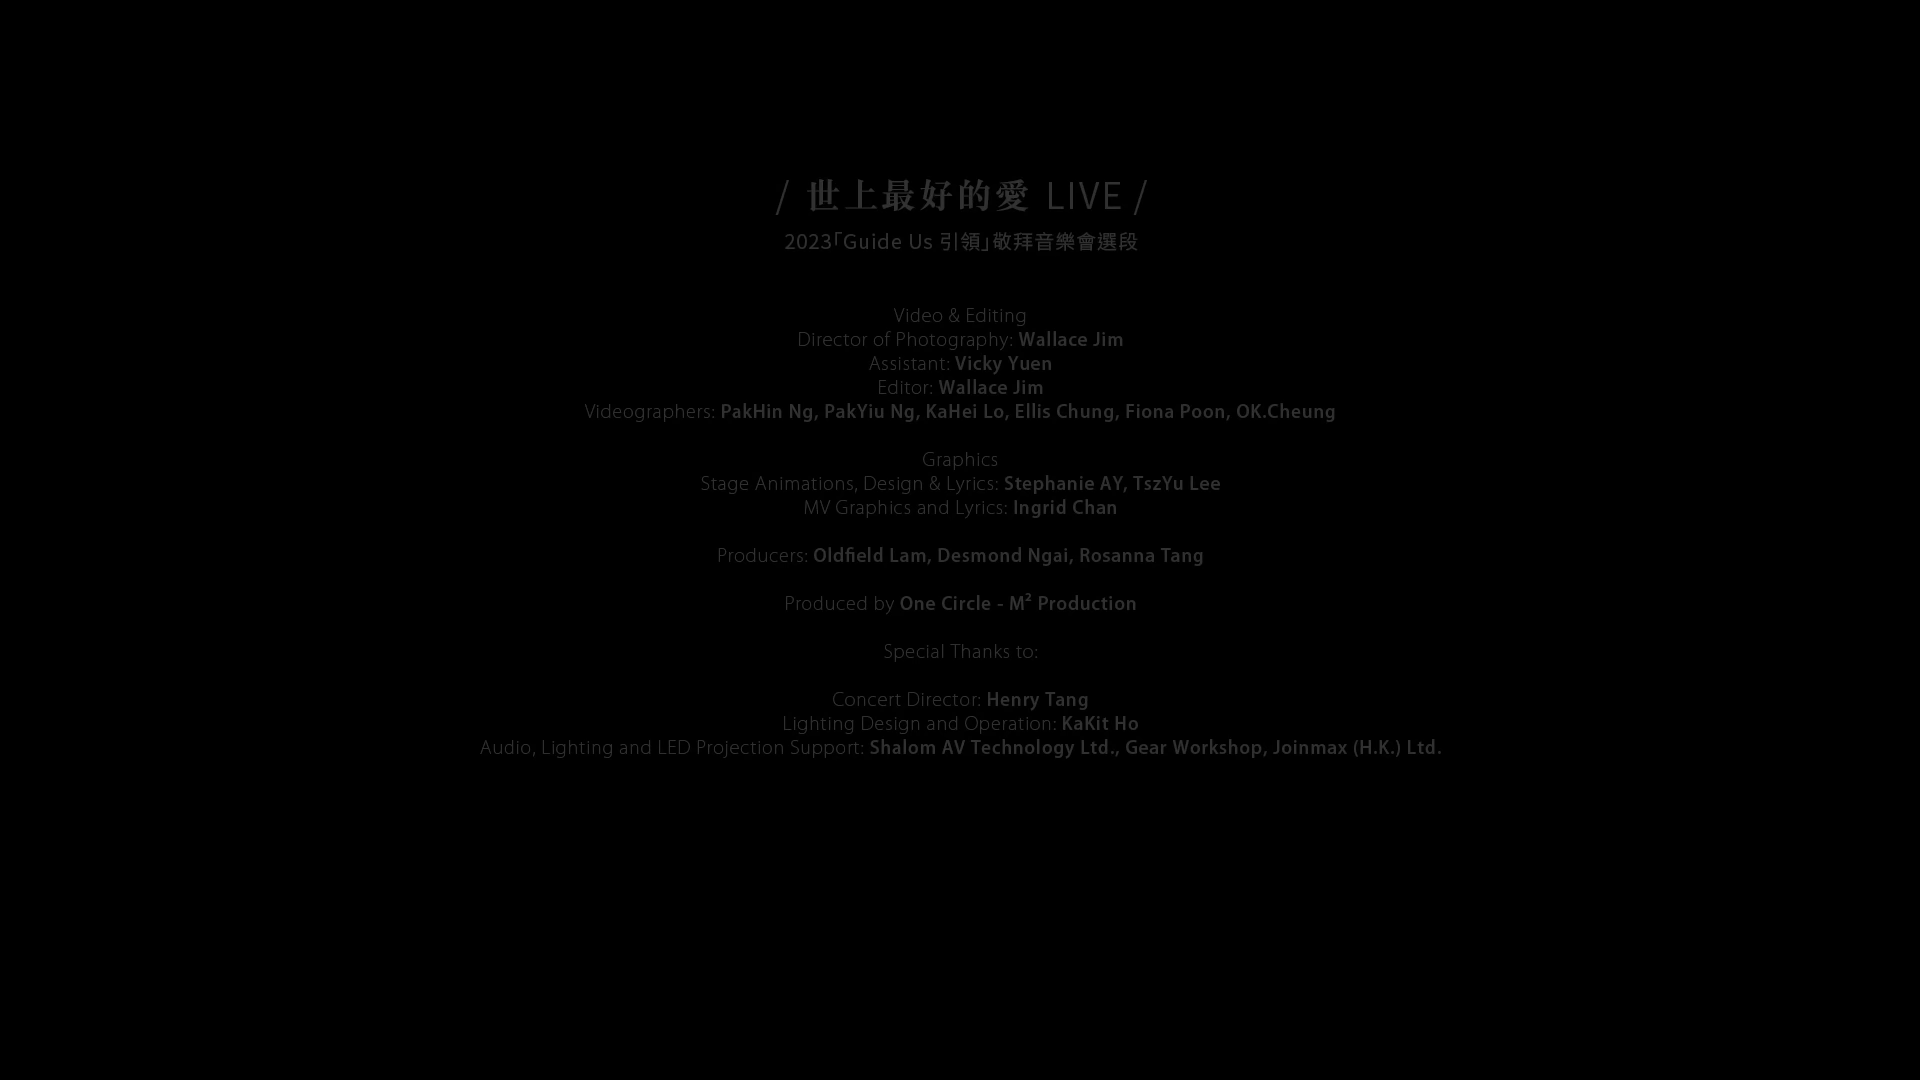 / 世上最好的愛 LIVE /
2023「Guide Us 引領」敬拜音樂會選段
Video & Editing
Director of Photography: Wallace Jim
Assistant: Vicky Yuen
Editor: Wallace Jim
Videographers: PakHin Ng, PakYiu Ng, KaHei Lo, Ellis Chung, Fiona Poon, OK.Cheung
Graphics
Stage Animations, Design & Lyrics: Stephanie AY, TszYu Lee
MV Graphics and Lyrics: Ingrid Chan
Producers: Oldfield Lam, Desmond Ngai, Rosanna Tang
Produced by One Circle - M² Production
Special Thanks to:
Concert Director: Henry Tang
Lighting Design and Operation: KaKit Ho
Audio, Lighting and LED Projection Support: Shalom AV Technology Ltd., Gear Workshop, Joinmax (H.K.) Ltd.